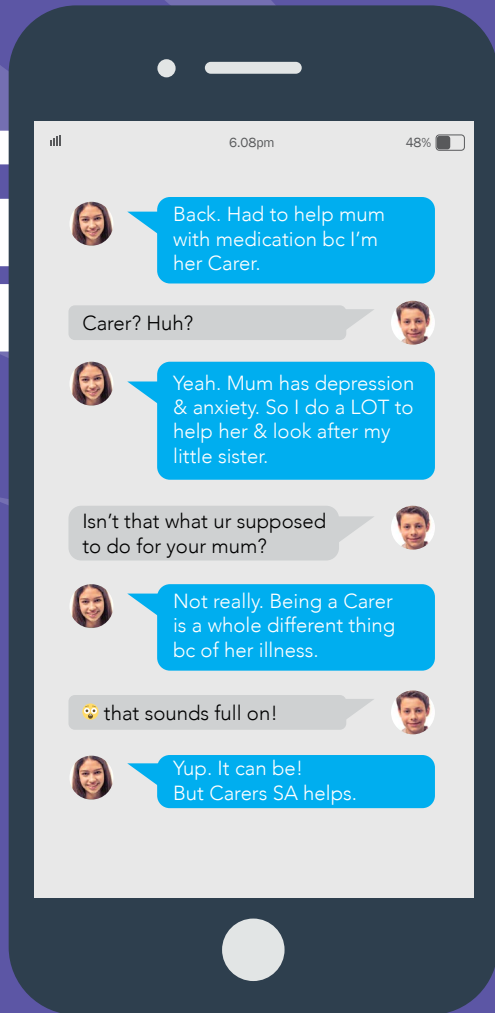 6.08pm
48%
Back. Had to help mum
with medication bc I’m
her Carer.
Carer? Huh?
Yeah. Mum has depression
& anxiety. So I do a LOT to
help her & look after my
little sister.
Isn’t that what ur supposed
to do for your mum?
Not really. Being a Carer
is a whole different thing
bc of her illness.
😲 that sounds full on!
Yup. It can be!
But Carers SA helps.